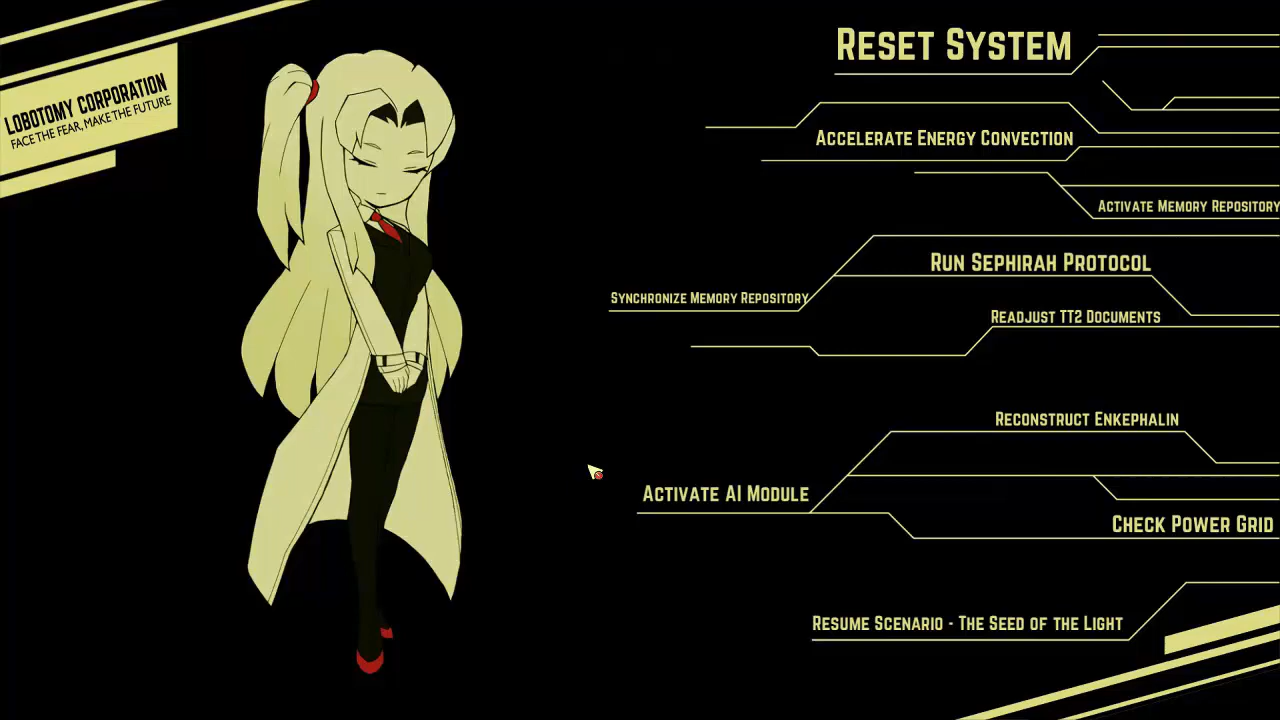 LOBOTOMY CORPORATION
FACE THE FEAR, MAKE THE FUTURE
RESET SYSTEM
ACCELERATE ENERGY CONVECTION
ACTIVATE MEMORY REPOSITORY
RUN SEPHIRAH PROTOCOL
SYNCHRONIZE MEMORY REPOSITORY
READJUST TT2 DOCUMENTS
RECONSTRUCT ENKEPHALIN
ACTIVATE AI MODULE
CHECK POWER GRID
RESUME SCENARIO - THE SEED OF THE LIGHT